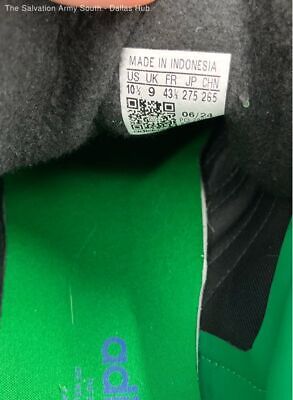 The Salvation Army South - Dallas Hub
MADE IN INDONESIA
US UK FR JP CHN
10½ 9 43⅓ 275 265
06/24
adi